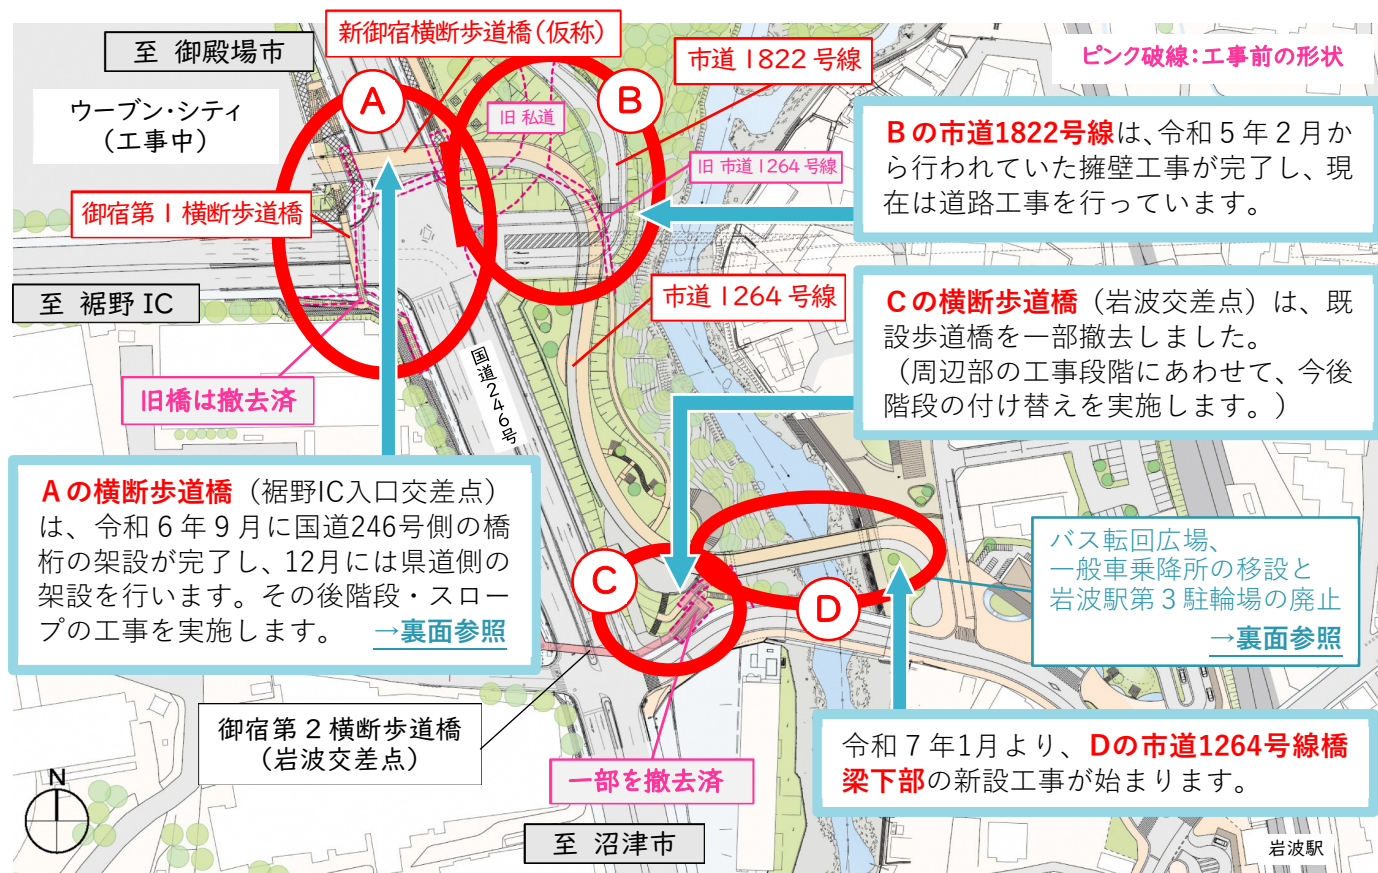 至 御殿場市
新御宿横断歩道橋(仮称)
市道1822号線
ピンク破線:工事前の形状
ウーブン・シティ
(工事中)
A
B
旧 私道
旧 市道1264号線
Bの市道1822号線は、令和5年2月か
ら行われていた擁壁工事が完了し、現
在は道路工事を行っています。
御宿第1横断歩道橋
至 裾野IC
市道1264号線
Cの横断歩道橋(岩波交差点)は、既
設歩道橋を一部撤去しました。
(周辺部の工事段階にあわせて、今後
階段の付け替えを実施します。)
国道246号
旧橋は撤去済
Aの横断歩道橋(裾野IC入口交差点)
は、令和6年9月に国道246号側の橋
桁の架設が完了し、12月には県道側の
架設を行います。その後階段・スロー
プの工事を実施します。 →裏面参照
C
D
バス転回広場、
一般車乗降所の移設と
岩波駅第3駐輪場の廃止
→裏面参照
御宿第2横断歩道橋
(岩波交差点)
一部を撤去済
令和7年1月より、Dの市道1264号線橋
梁下部の新設工事が始まります。
N
至 沼津市
岩波駅